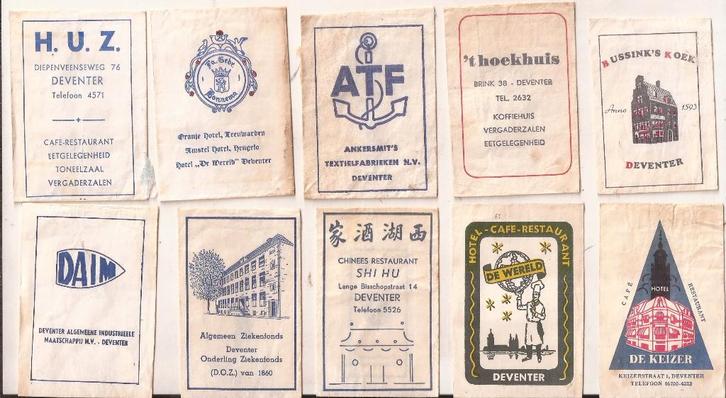 H. U. Z.
DIEPENVEENSEWEG 76
DEVENTER
Telefoon 4571
CAFE-RESTAURANT
EETGELEGENHEID
TONEELZAAL
VERGADERZALEN
Fa. Gebr
Bonnema
Oranje Hotel, Leeuwarden
Amstel Hotel, Hengelo
Hotel „De Wereld” Deventer
ATF
ANKERSMIT'S
TEXTIELFABRIEKEN N.V.
DEVENTER
't hoekhuis
BRINK 38 - DEVENTER
TEL. 2632
KOFFIEHUIS
VERGADERZALEN
EETGELEGENHEID
BUSSINK'S KOEK
Anno 1593
DEVENTER
DAIM
DEVENTER ALGEMEENE INDUSTRIEELE
MAATSCHAPPIJ N.V. - DEVENTER
Algemeen Ziekenfonds
Deventer
Onderling Ziekenfonds
(D.O.Z.) van 1860
家酒湖西
CHINEES RESTAURANT
SHI HU
Lange Bisschopstraat 14
DEVENTER
Telefoon 5526
HOTEL-CAFE-RESTAURANT
DE WERELD
DEVENTER
CAFÉ
RESTAURANT
HOTEL
DE KEIZER
KEIZERSTRAAT 1, DEVENTER